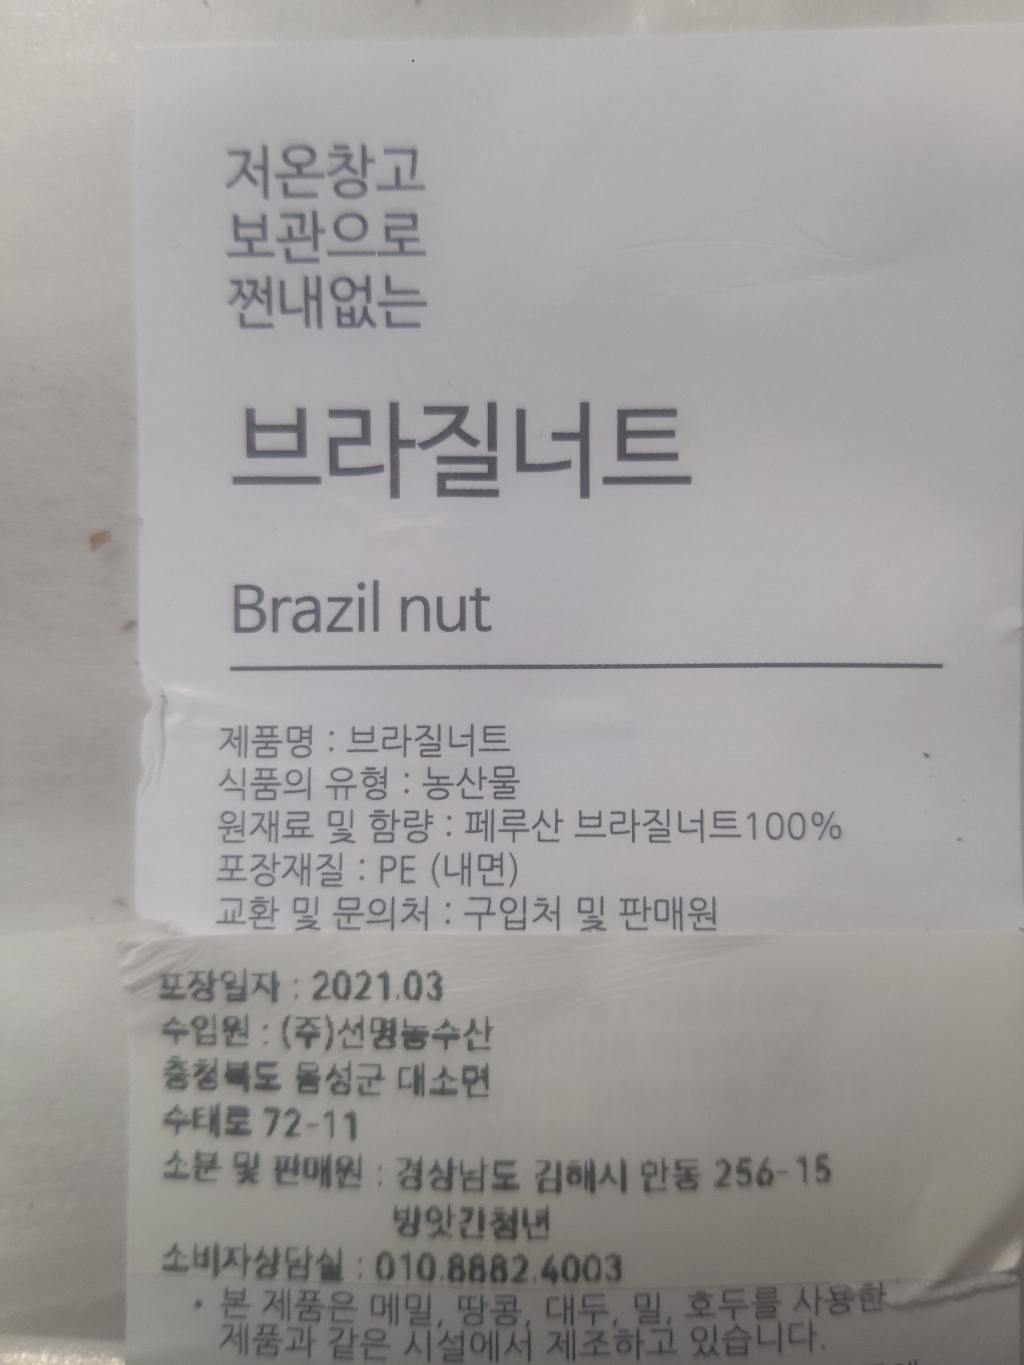 저온창고
보관으로
쩐내없는
브라질너트
Brazil nut
제품명 : 브라질너트
식품의 유형 : 농산물
원재료 및 함량 : 페루산 브라질너트100%
포장재질 : PE (내면)
교환 및 문의처 : 구입처 및 판매원
포장일자 : 2021.03
수입원 : (주)선명농수산
충청북도 음성군 대소면
수태로 72-11
소분 및 판매원 : 경상남도 김해시 안동 256-15
방앗간청년
소비자상담실 : 010.8882.4003
• 본 제품은 메밀, 땅콩, 대두, 밀, 호두를 사용한
제품과 같은 시설에서 제조하고 있습니다.